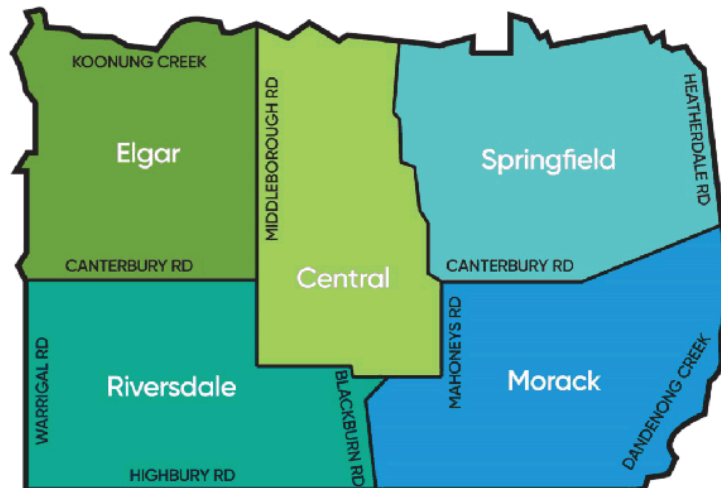 KOONUNG CREEK
MIDDLEBOROUGH RD
HEATHERDALE RD
Elgar
Springfield
CANTERBURY RD
Central
CANTERBURY RD
WARRIGAL RD
Riversdale
BLACKBURN RD
MAHONEYS RD
Morack
DANDENONG CREEK
HIGHBURY RD